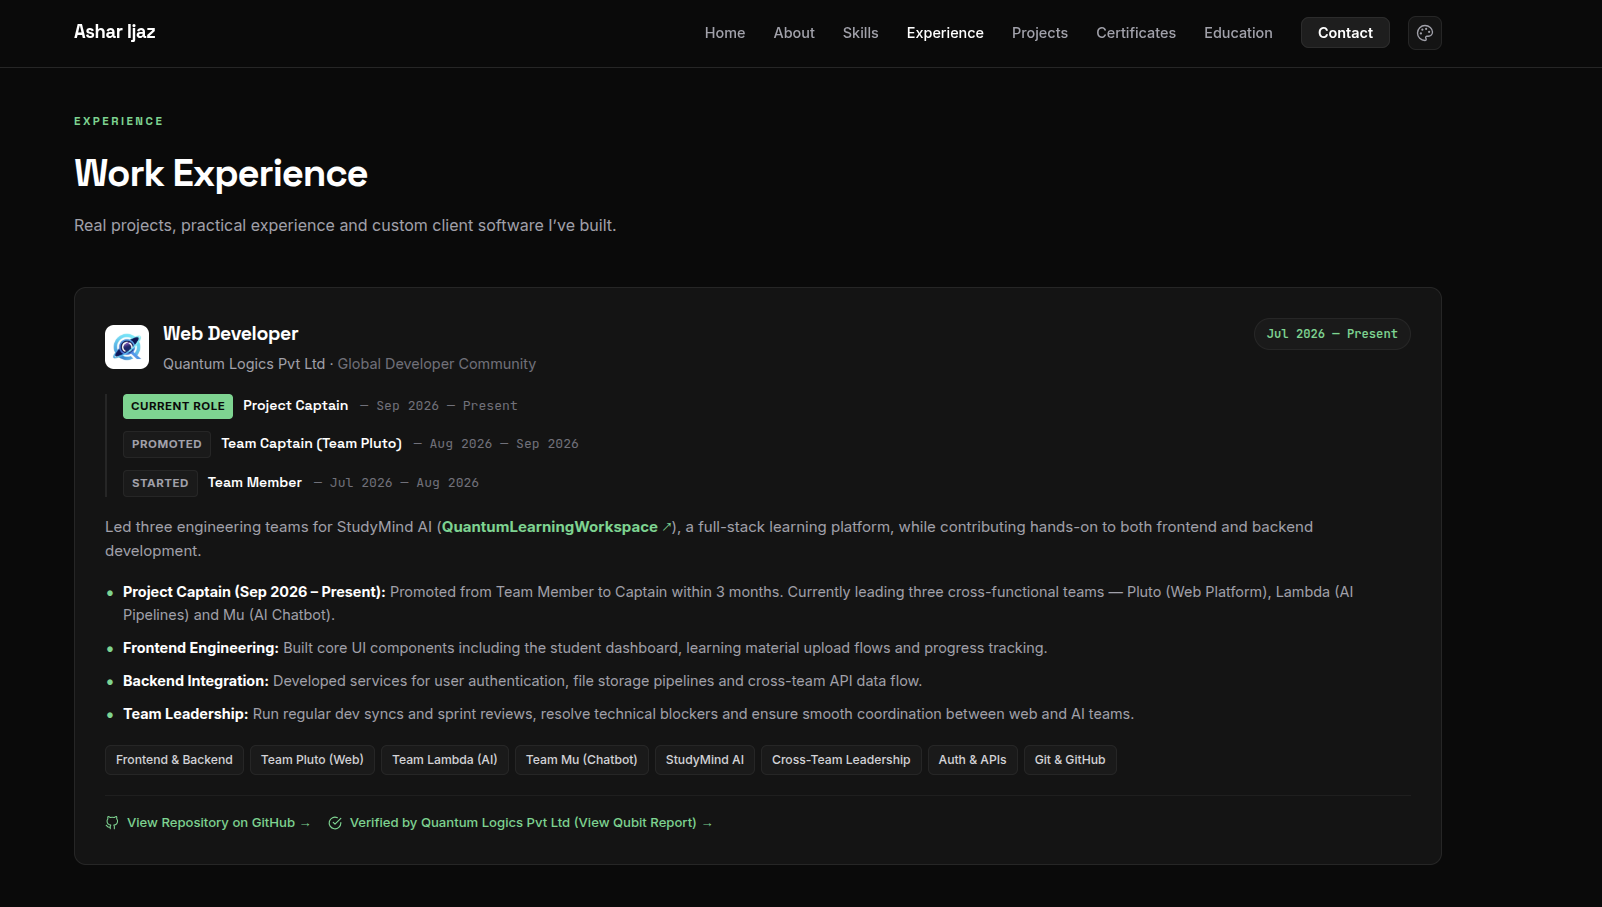 Ashar Ijaz
Home About Skills Experience Projects Certificates Education Contact
EXPERIENCE
Work Experience
Real projects, practical experience and custom client software I’ve built.
Web Developer
Jul 2026 — Present
Quantum Logics Pvt Ltd · Global Developer Community
CURRENT ROLE Project Captain — Sep 2026 — Present
PROMOTED Team Captain (Team Pluto) — Aug 2026 — Sep 2026
STARTED Team Member — Jul 2026 — Aug 2026
Led three engineering teams for StudyMind AI (QuantumLearningWorkspace ↗), a full-stack learning platform, while contributing hands-on to both frontend and backend
development.
• Project Captain (Sep 2026 – Present): Promoted from Team Member to Captain within 3 months. Currently leading three cross-functional teams — Pluto (Web Platform), Lambda (AI
Pipelines) and Mu (AI Chatbot).
• Frontend Engineering: Built core UI components including the student dashboard, learning material upload flows and progress tracking.
• Backend Integration: Developed services for user authentication, file storage pipelines and cross-team API data flow.
• Team Leadership: Run regular dev syncs and sprint reviews, resolve technical blockers and ensure smooth coordination between web and AI teams.
Frontend & Backend Team Pluto (Web) Team Lambda (AI) Team Mu (Chatbot) StudyMind AI Cross-Team Leadership Auth & APIs Git & GitHub
View Repository on GitHub → Verified by Quantum Logics Pvt Ltd (View Qubit Report) →